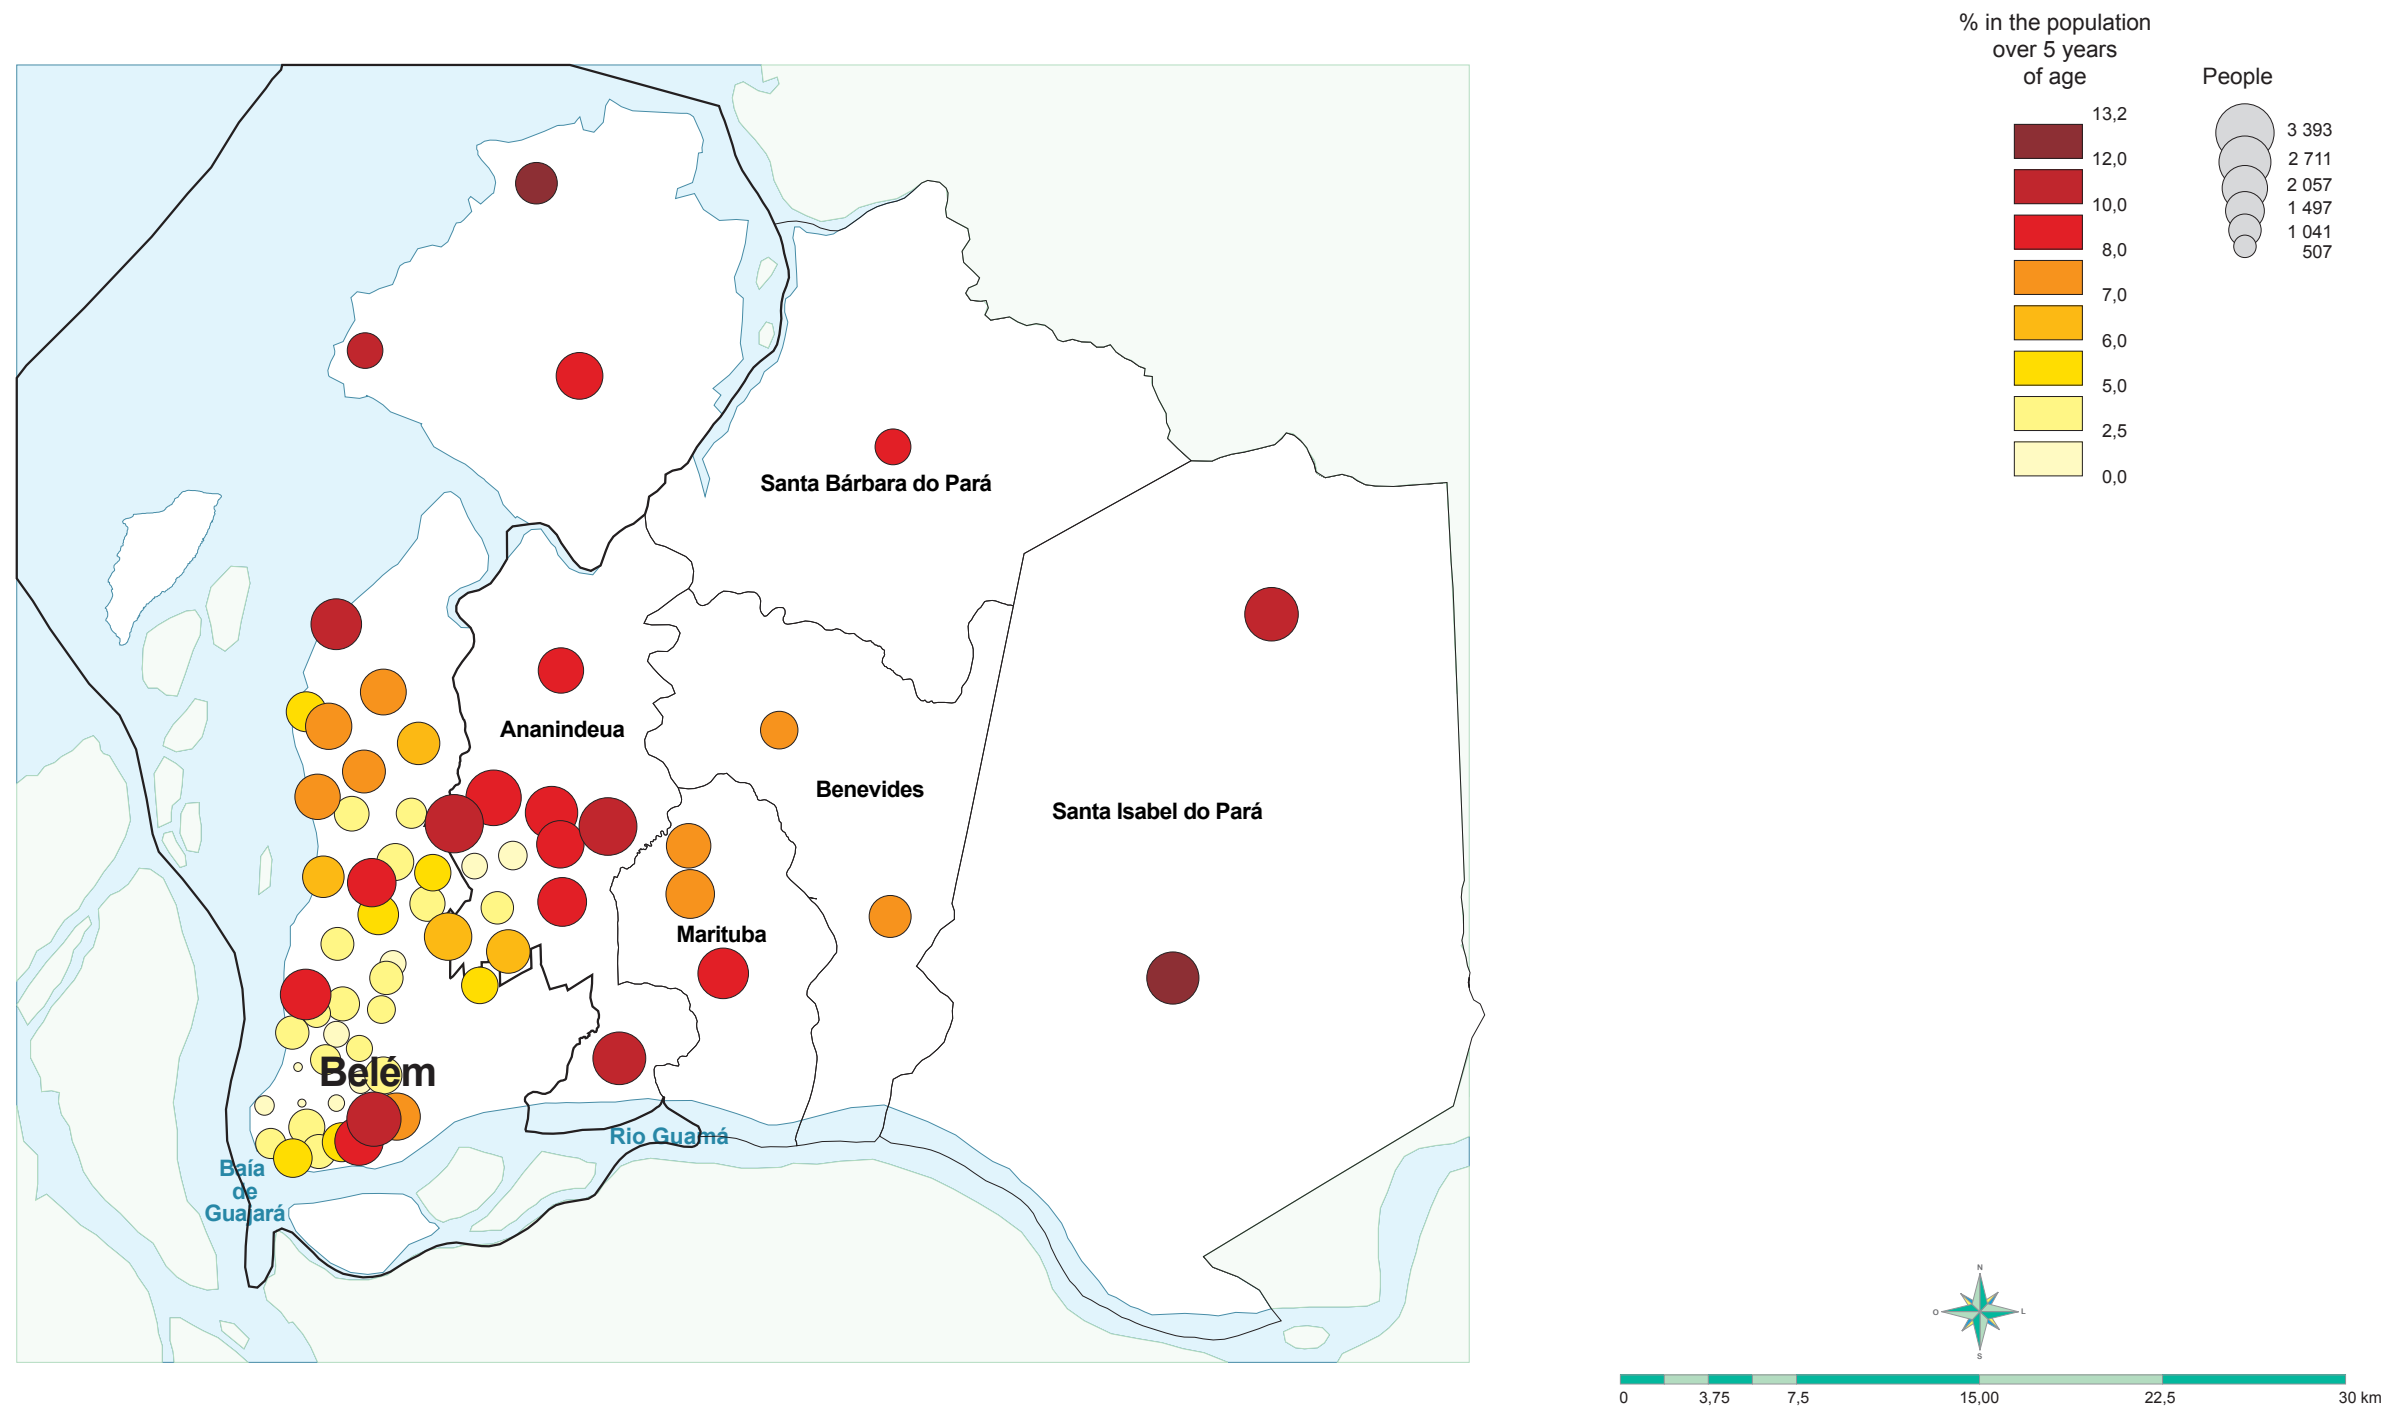 % in the population
over 5 years
of age
People
13,2
12,0
10,0
8,0
7,0
6,0
5,0
2,5
0,0
3 393
2 711
2 057
1 497
1 041
507
Santa Bárbara do Pará
Ananindeua
Benevides
Santa Isabel do Pará
Marituba
Belém
Rio Guamá
Baía
de
Guajará
N
O
L
S
0
3,75
7,5
15,00
22,5
30 km